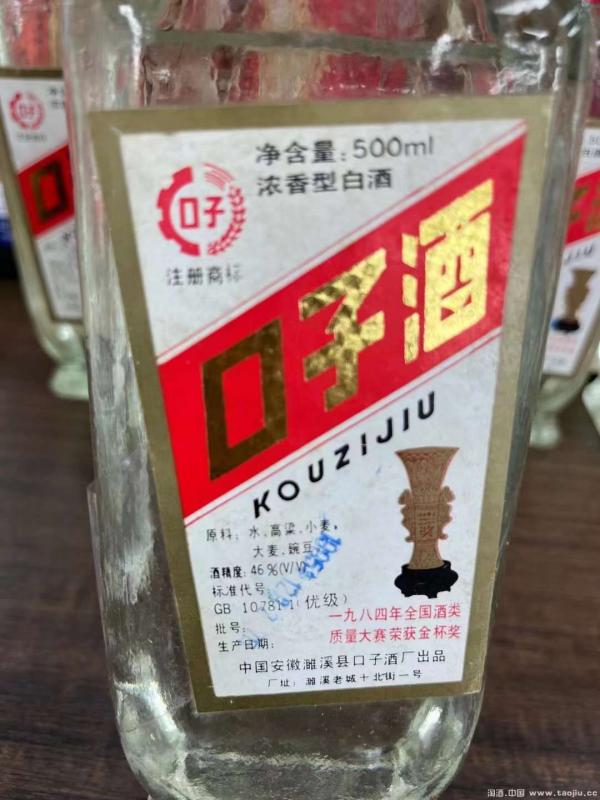 净含量:500ml
浓香型白酒
口子
注册商标
口子酒
KOUZIJIU
原料:水、高粱、小麦、
大麦、豌豆
酒精度:46%(V/V)
标准代号
GB 10781·1(优级)
批号:
生产日期:
一九八四年全国酒类
质量大赛荣获金杯奖
中国安徽濉溪县口子酒厂出品
厂址:濉溪老城十北街一号
淘酒.中国 www.taojiu.cc